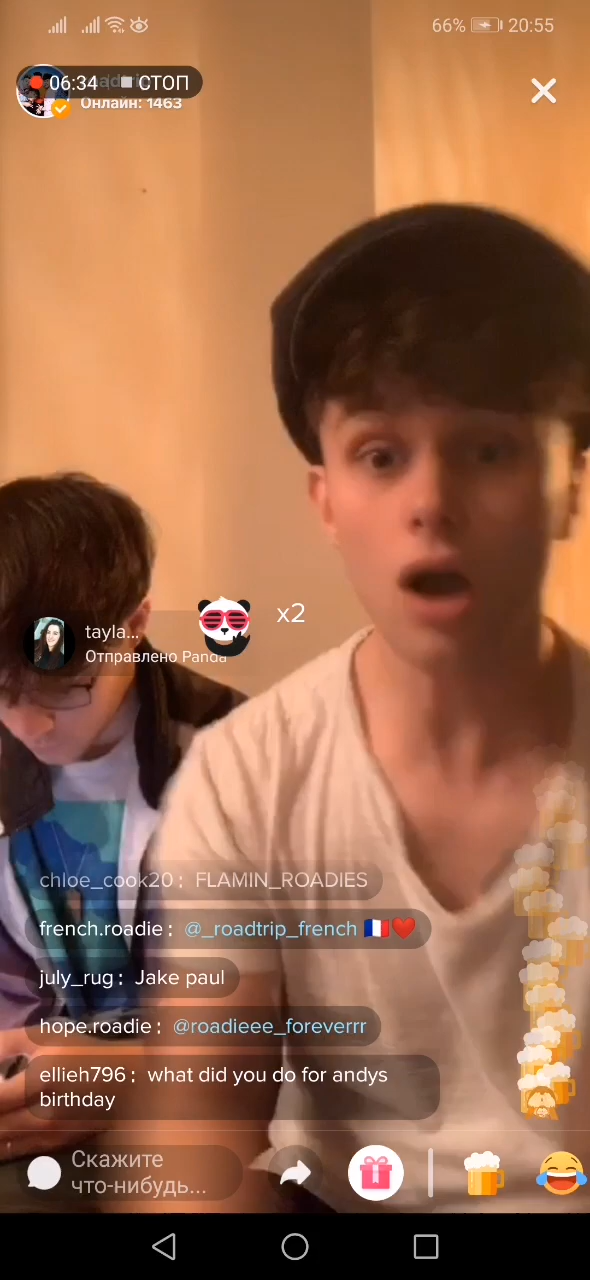 66% 20:55
06:34 СТОП
Онлайн: 1463
tayla...
Отправлено Panda
x2
chloe_cook20 : FLAMIN_ROADIES
french.roadie : @_roadtrip_french
july_rug : Jake paul
hope.roadie : @roadieee_foreverrr
ellieh796 : what did you do for andys
birthday
Скажите
что-нибудь...